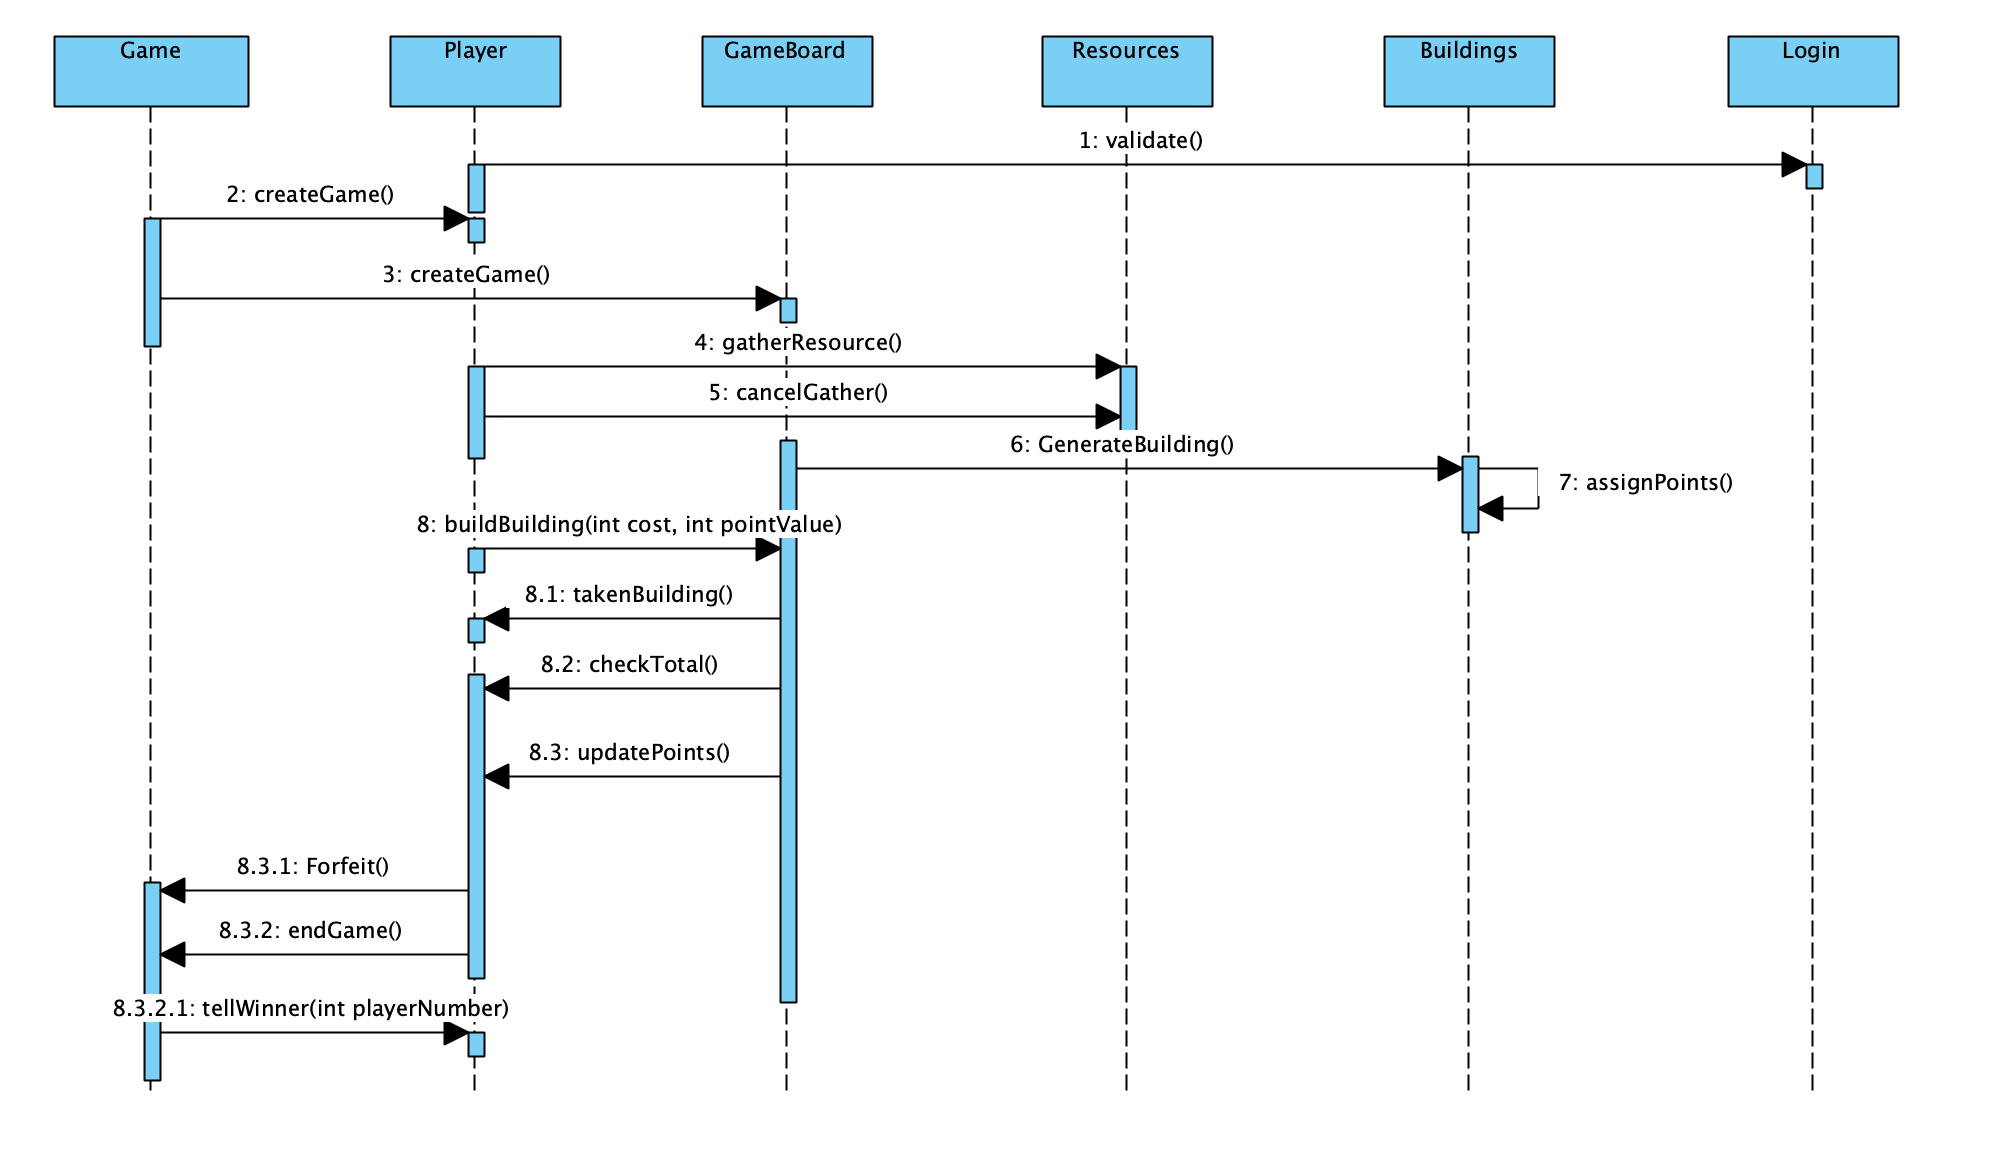 Game
Player
GameBoard
Resources
Buildings
Login
1: validate()
2: createGame()
3: createGame()
4: gatherResource()
5: cancelGather()
6: GenerateBuilding()
7: assignPoints()
8: buildBuilding(int cost, int pointValue)
8.1: takenBuilding()
8.2: checkTotal()
8.3: updatePoints()
8.3.1: Forfeit()
8.3.2: endGame()
8.3.2.1: tellWinner(int playerNumber)